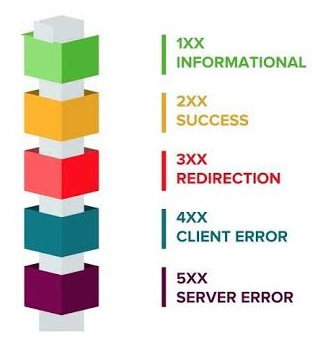 1XX
INFORMATIONAL
2XX
SUCCESS
3XX
REDIRECTION
4XX
CLIENT ERROR
5XX
SERVER ERROR